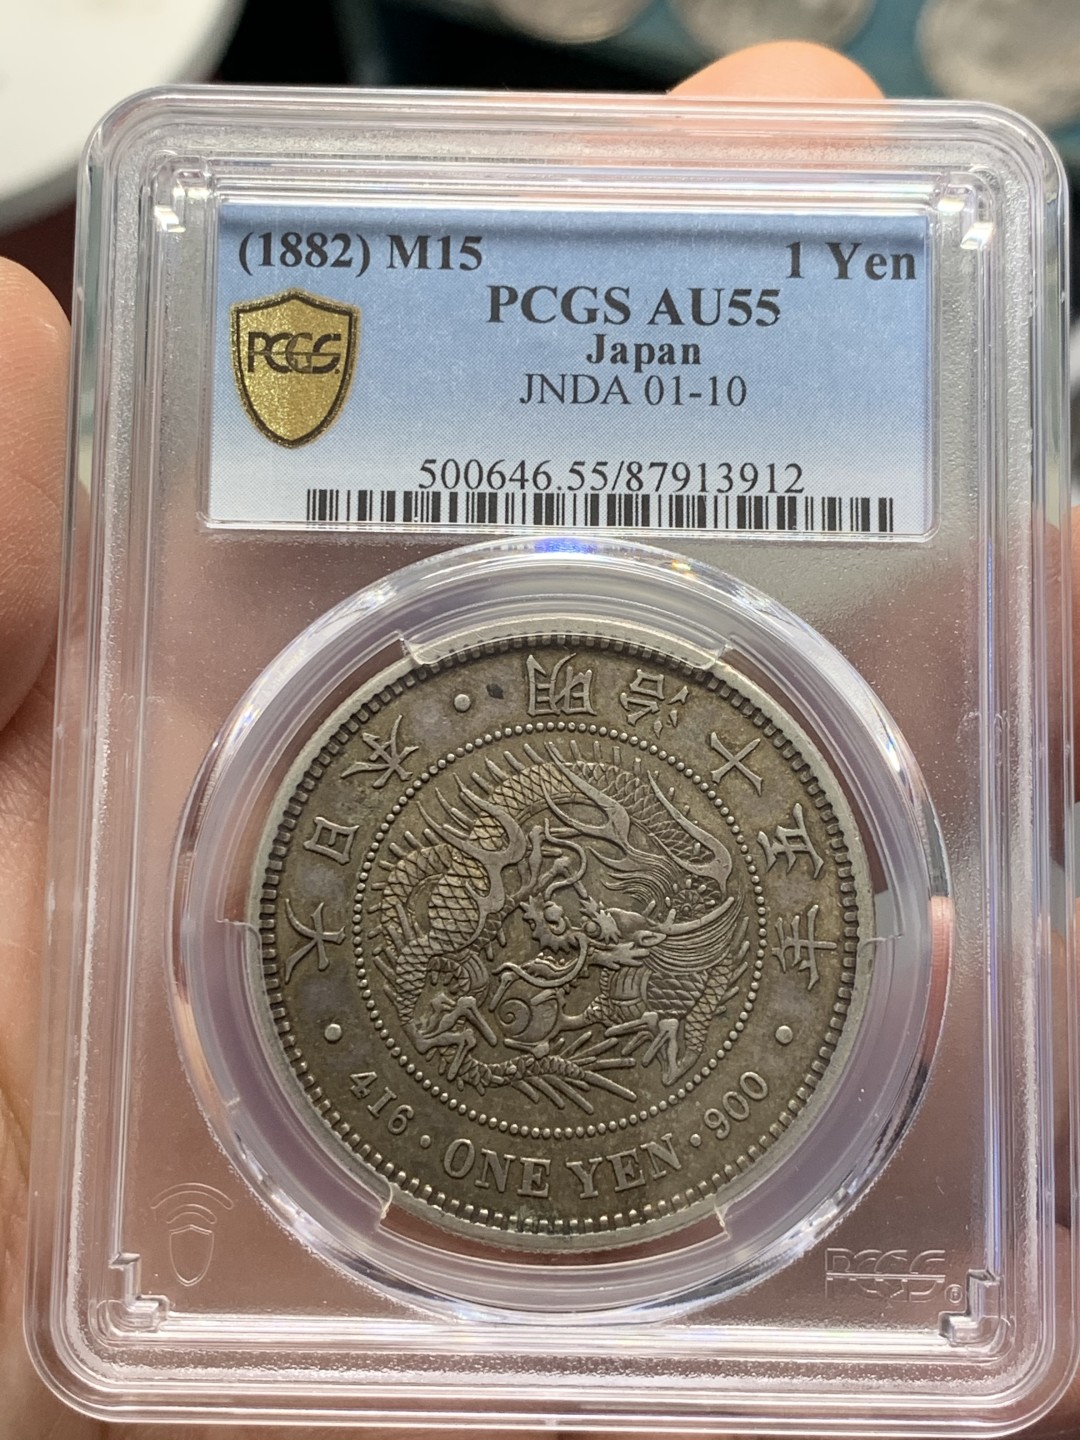 (1882) M15 1 Yen
PCGS AU55
PCGS
Japan
JNDA 01-10
500646.55/87913912
大日本 · 明治十五年 ·
416 · ONE YEN · 900
PCGS®